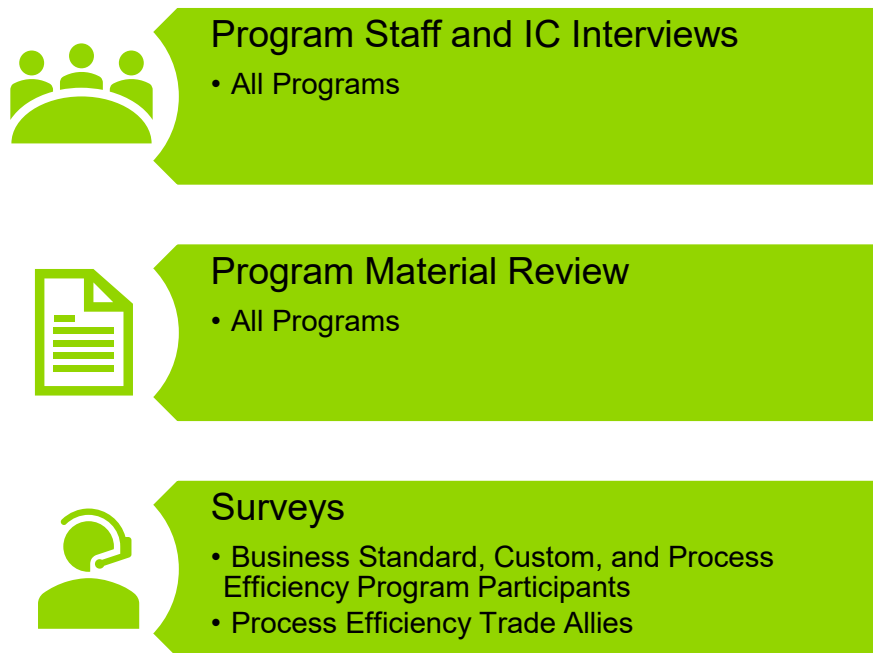 Program Staff and IC Interviews
• All Programs
Program Material Review
• All Programs
Surveys
• Business Standard, Custom, and Process
Efficiency Program Participants
• Process Efficiency Trade Allies